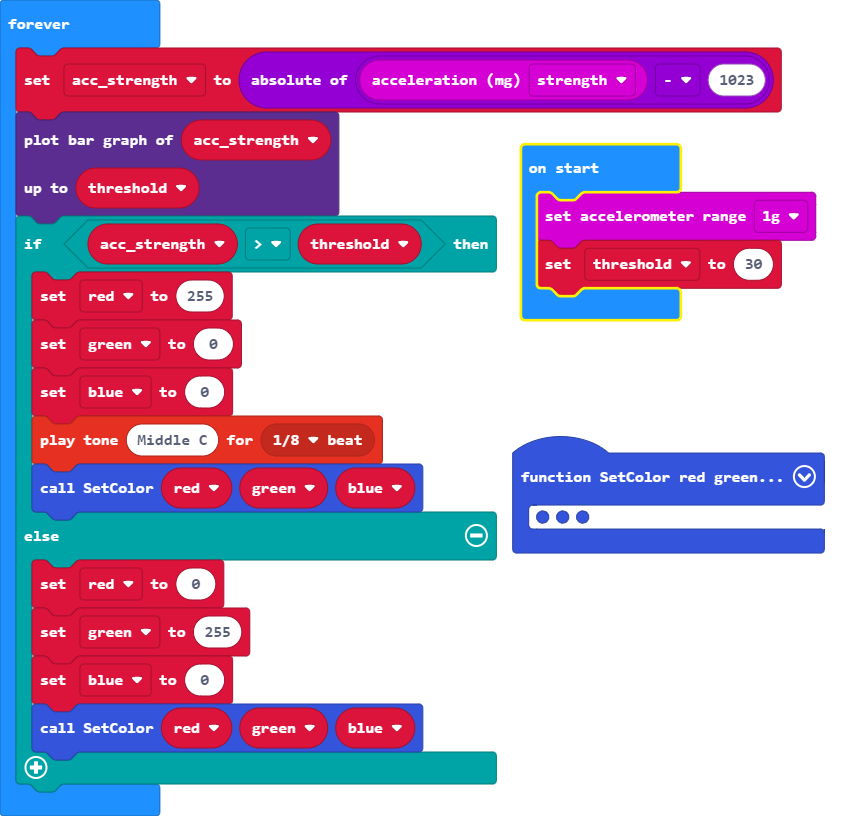 forever
set acc_strength to absolute of acceleration (mg) strength - 1023
plot bar graph of acc_strength
up to threshold
if acc_strength > threshold then
set red to 255
set green to 0
set blue to 0
play tone Middle C for 1/8 beat
call SetColor red green blue
else
set red to 0
set green to 255
set blue to 0
call SetColor red green blue
on start
set accelerometer range 1g
set threshold to 30
function SetColor red green...